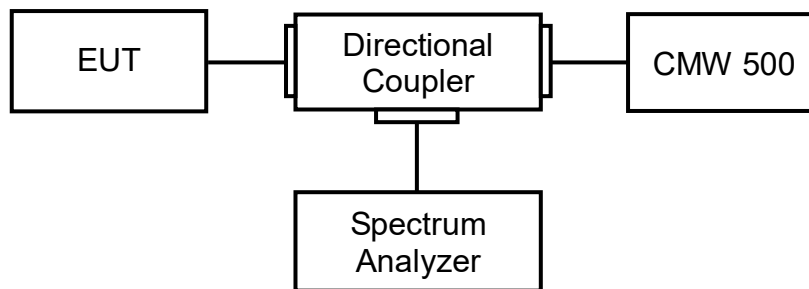 EUT
Directional
Coupler
CMW 500
Spectrum
Analyzer